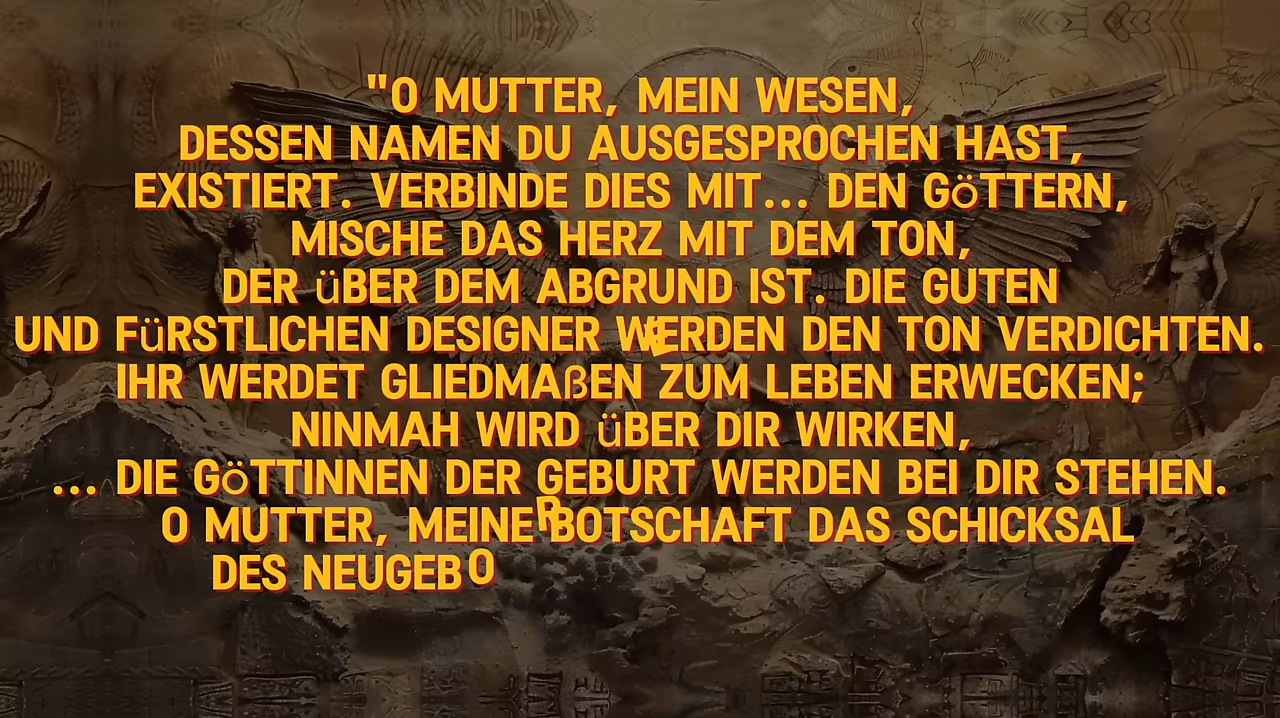 "O MUTTER, MEIN WESEN,
DESSEN NAMEN DU AUSGESPROCHEN HAST,
EXISTIERT. VERBINDE DIES MIT... DEN GöTTERN,
MISCHE DAS HERZ MIT DEM TON,
DER üBER DEM ABGRUND IST. DIE GUTEN
UND FüRSTLICHEN DESIGNER WERDEN DEN TON VERDICHTEN.
IHR WERDET GLIEDMAßEN ZUM LEBEN ERWECKEN;
NINMAH WIRD üBER DIR WIRKEN,
... DIE GöTTINNEN DER GEBURT WERDEN BEI DIR STEHEN.
O MUTTER, MEINE BOTSCHAFT DAS SCHICKSAL
DES NEUGEBO